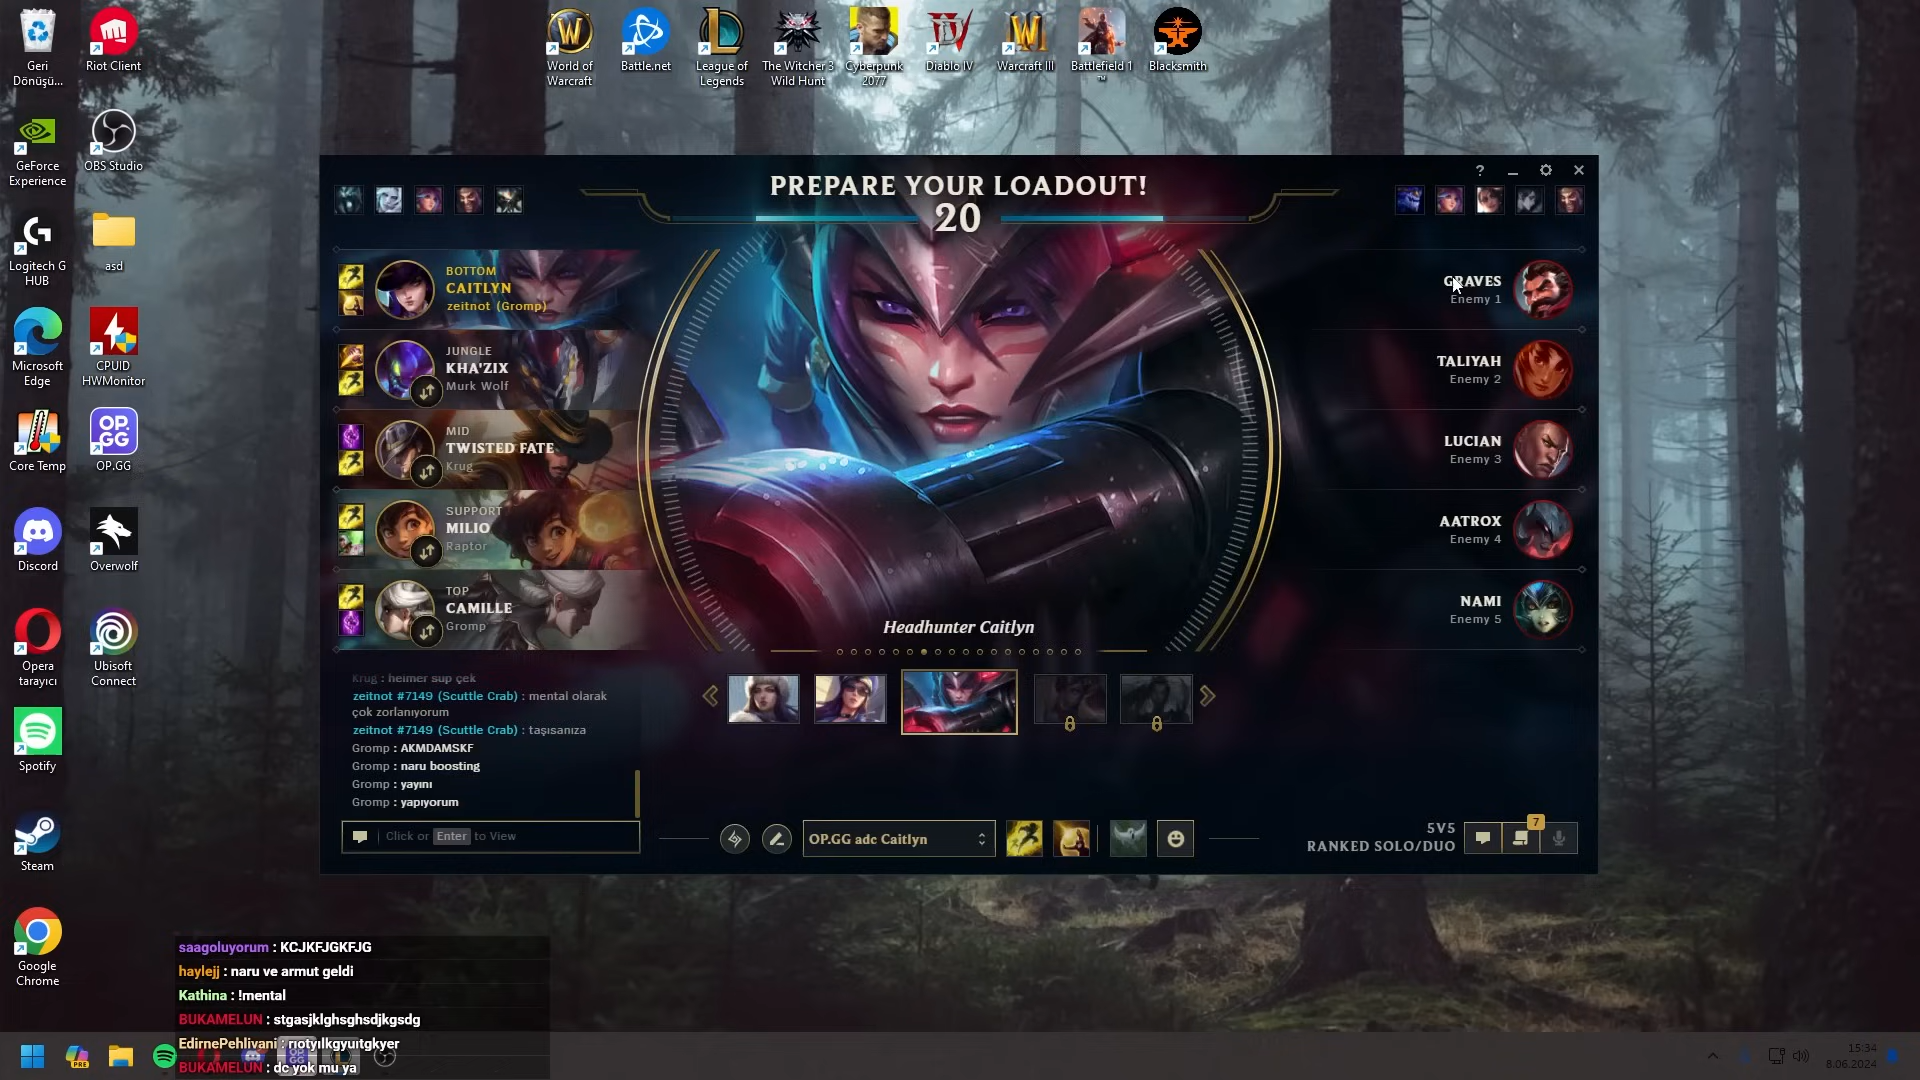 Geri
Dönüşü...
Riot Client
World of
Warcraft
Battle.net
League of
Legends
The Witcher 3
Wild Hunt
Cyberpunk
2077
Diablo IV
Warcraft III
Battlefield 1
™
Blacksmith
GeForce
Experience
OBS Studio
Logitech G
HUB
asd
Microsoft
Edge
CPUID
HWMonitor
Core Temp
OP.GG
OP.GG
Discord
Overwolf
Opera
tarayıcı
Ubisoft
Connect
Spotify
Steam
Google
Chrome
PREPARE YOUR LOADOUT!
20
BOTTOM
CAITLYN
zeitnot (Gromp)
JUNGLE
KHA'ZIX
Murk Wolf
MID
TWISTED FATE
Krug
SUPPORT
MILIO
Raptor
TOP
CAMILLE
Gromp
GRAVES
Enemy 1
TALIYAH
Enemy 2
LUCIAN
Enemy 3
AATROX
Enemy 4
NAMI
Enemy 5
Headhunter Caitlyn
Krug : heimer sup çek
zeitnot #7149 (Scuttle Crab) : mental olarak
çok zorlanıyorum
zeitnot #7149 (Scuttle Crab) : taşısanıza
Gromp : AKMDAMSKF
Gromp : naru boosting
Gromp : yayını
Gromp : yapıyorum
Click or Enter to View
OP.GG adc Caitlyn
5V5
RANKED SOLO/DUO
7
saagoluyorum : KCJKFJGKFJG
haylejj : naru ve armut geldi
Kathina : !mental
BUKAMELUN : stgasjklghsghsdjkgsdg
EdirnePehlivani : rıotyılkgyuıtgkyer
BUKAMELUN : dc yok mu ya
PRE
15:34
8.06.2024